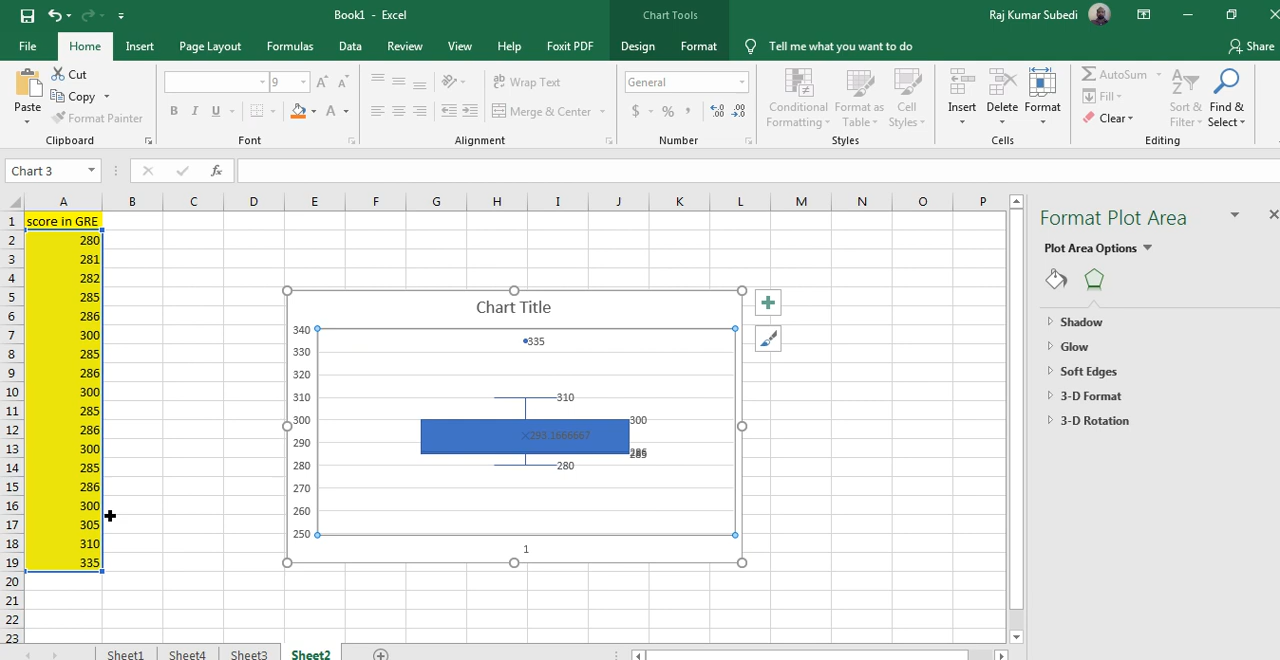 Book1 - Excel
Chart Tools
Raj Kumar Subedi
File Home Insert Page Layout Formulas Data Review View Help Foxit PDF Design Format Tell me what you want to do Share
Cut
Copy
Format Painter
Paste
Clipboard
9
B I U
Font
Wrap Text
Merge & Center
Alignment
General
$ % ,
Number
Conditional Formatting
Format as Table
Cell Styles
Styles
Insert Delete Format
Cells
AutoSum
Fill
Clear
Sort & Filter
Find & Select
Editing
Chart 3
fx
A B C D E F G H I J K L M N O P
1 score in GRE
2 280
3 281
4 282
5 285
6 286
7 300
8 285
9 286
10 300
11 285
12 286
13 300
14 285
15 286
16 300
17 305
18 310
19 335
20
21
22
23
Chart Title
340
330
320
310
300
290
280
270
260
250
335
310
300
293.1666667
286
285
280
1
Format Plot Area
Plot Area Options
Shadow
Glow
Soft Edges
3-D Format
3-D Rotation
Sheet1 Sheet4 Sheet3 Sheet2